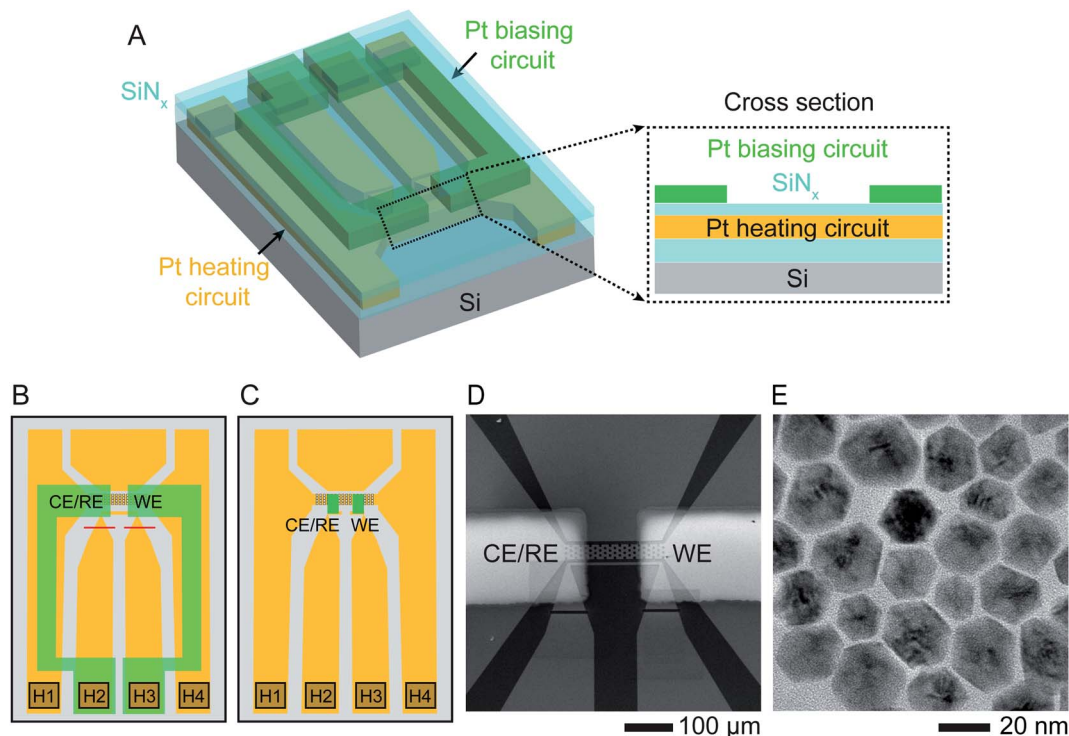 A
Pt biasing
circuit
SiNx
Pt heating
circuit
Si
Cross section
Pt biasing circuit
SiNx
Pt heating circuit
Si
B
CE/RE WE
H1 H2 H3 H4
C
CE/RE WE
H1 H2 H3 H4
D
CE/RE WE
100 µm
E
20 nm